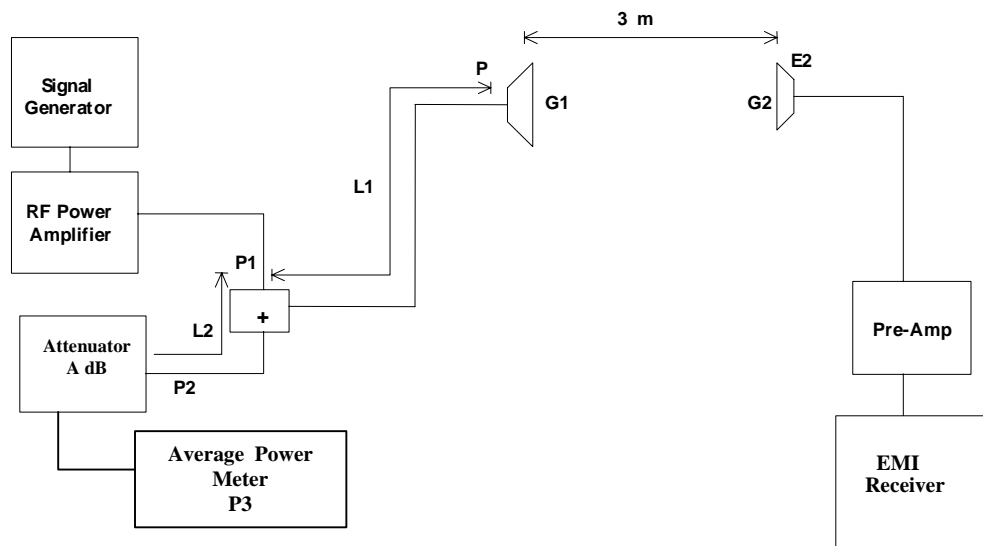 3 m
P
E2
G1
G2
Signal
Generator
L1
RF Power
Amplifier
P1
+
L2
Attenuator
A dB
P2
Pre-Amp
Average Power
Meter
P3
EMI
Receiver